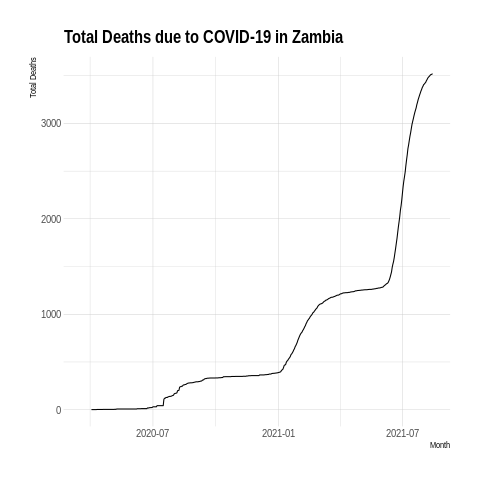 Total Deaths due to COVID-19 in Zambia
Total Deaths
3000
2000
1000
0
2020-07
2021-01
2021-07
Month